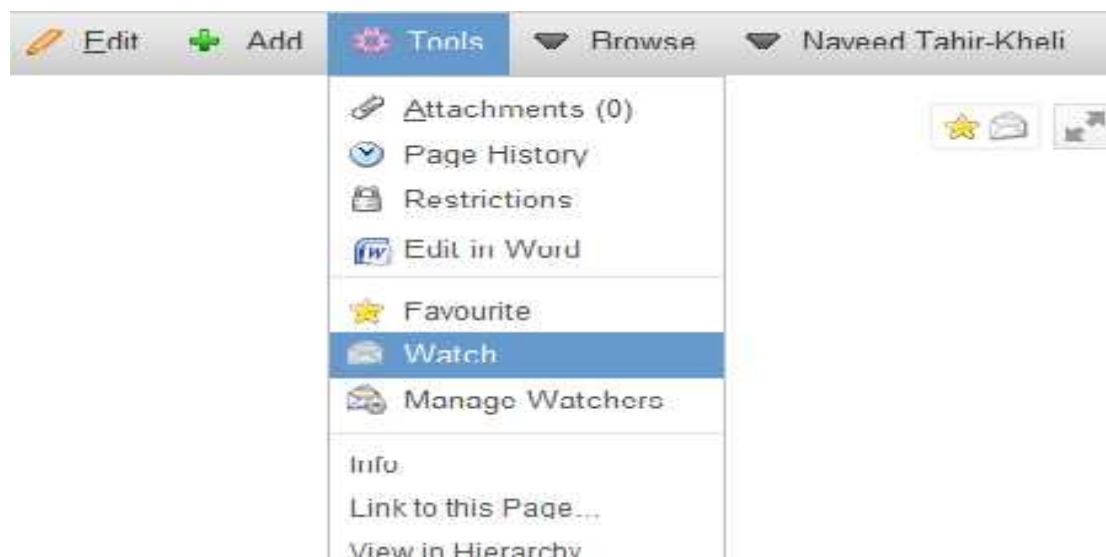 Edit Add Tools Browse Naveed Tahir-Kheli
Attachments (0)
Page History
Restrictions
Edit in Word
Favourite
Watch
Manage Watchers
Info
Link to this Page...
View in Hierarchy